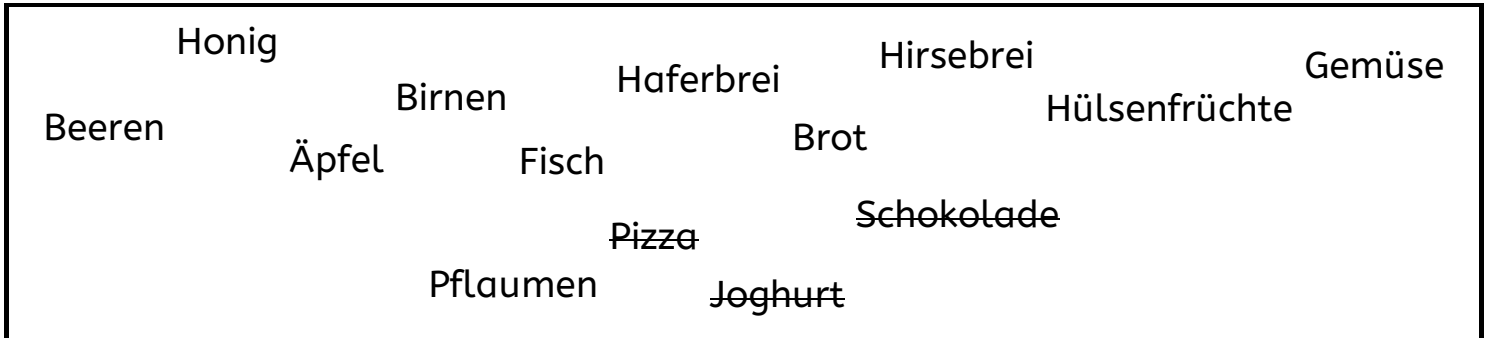 Honig
Hirsebrei
Gemüse
Haferbrei
Birnen
Hülsenfrüchte
Beeren
Brot
Äpfel
Fisch
Schokolade
Pizza
Pflaumen
Joghurt